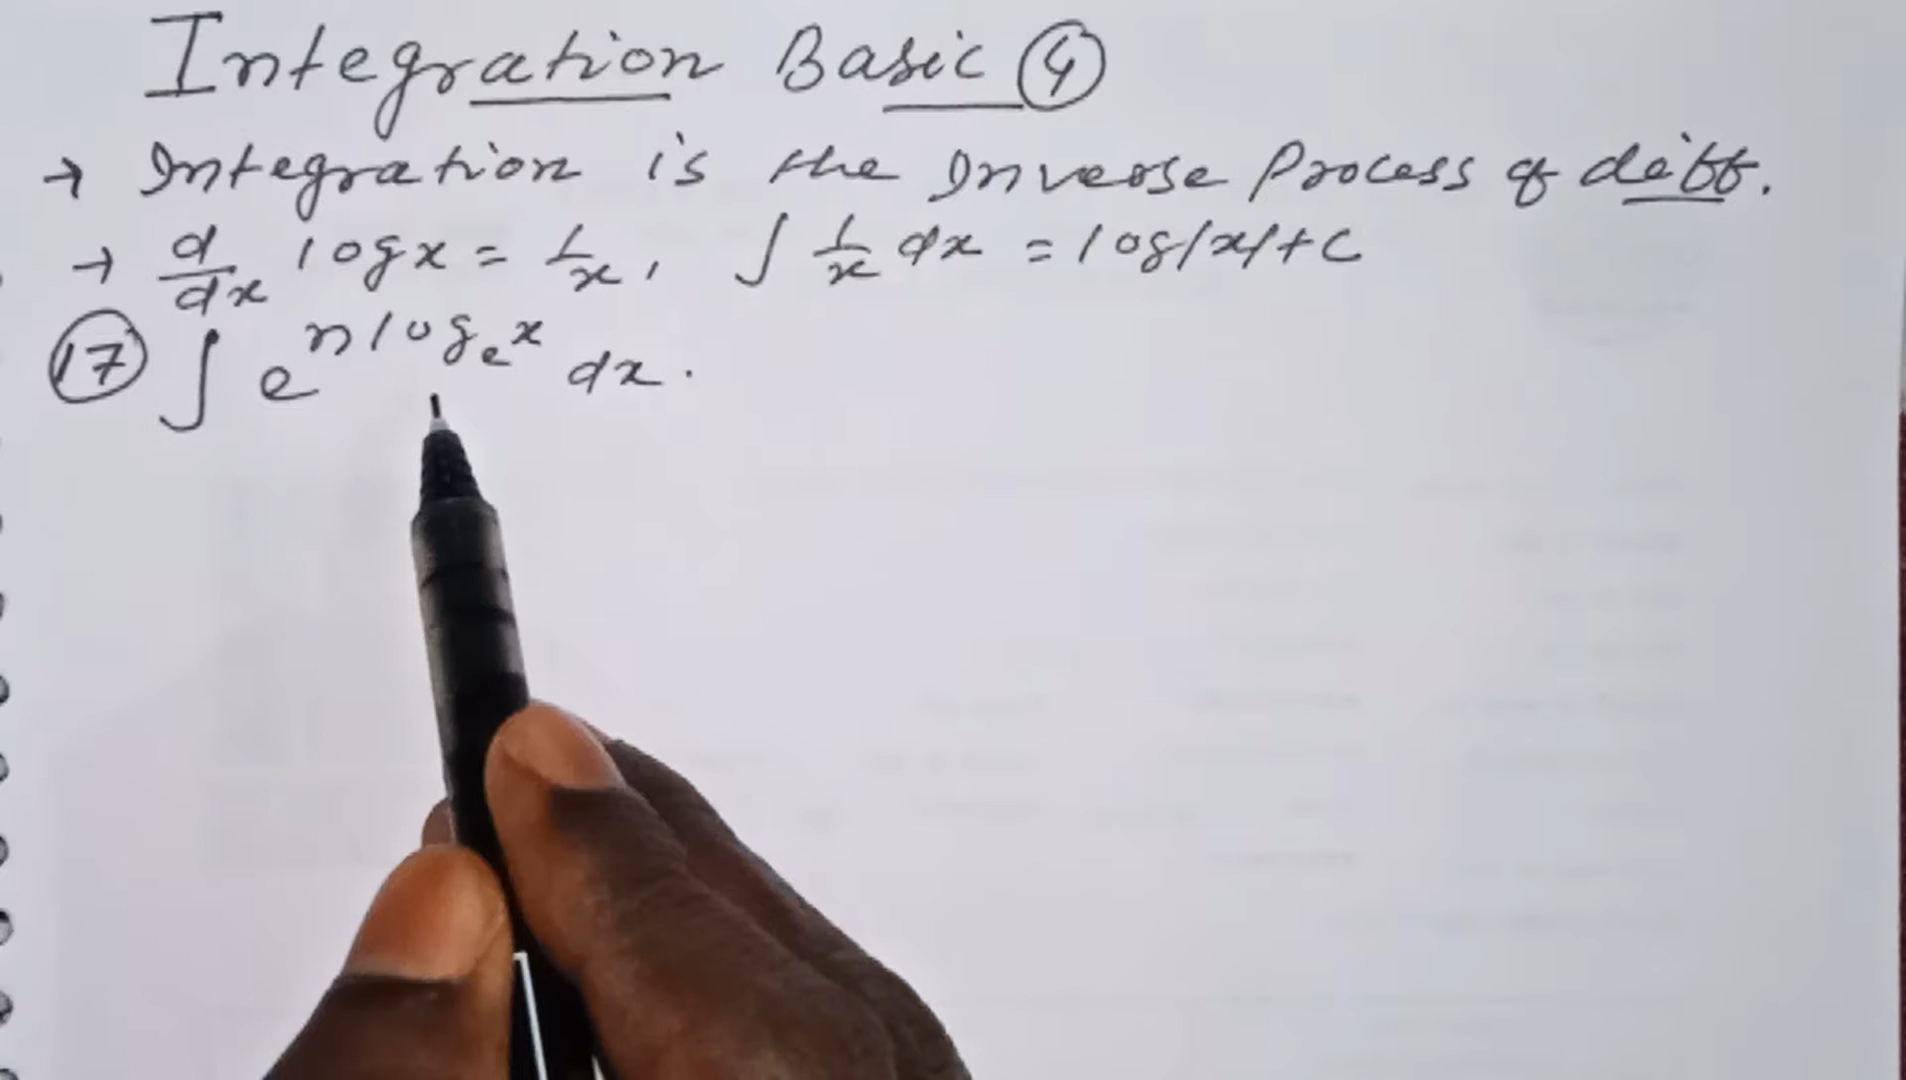 Integration Basic ④
→ Integration is the Inverse Process of diff.
→ d/dx log x = 1/x, ∫ 1/x dx = log|x|+c
⑰ ∫ e^(n log_e x) dx.